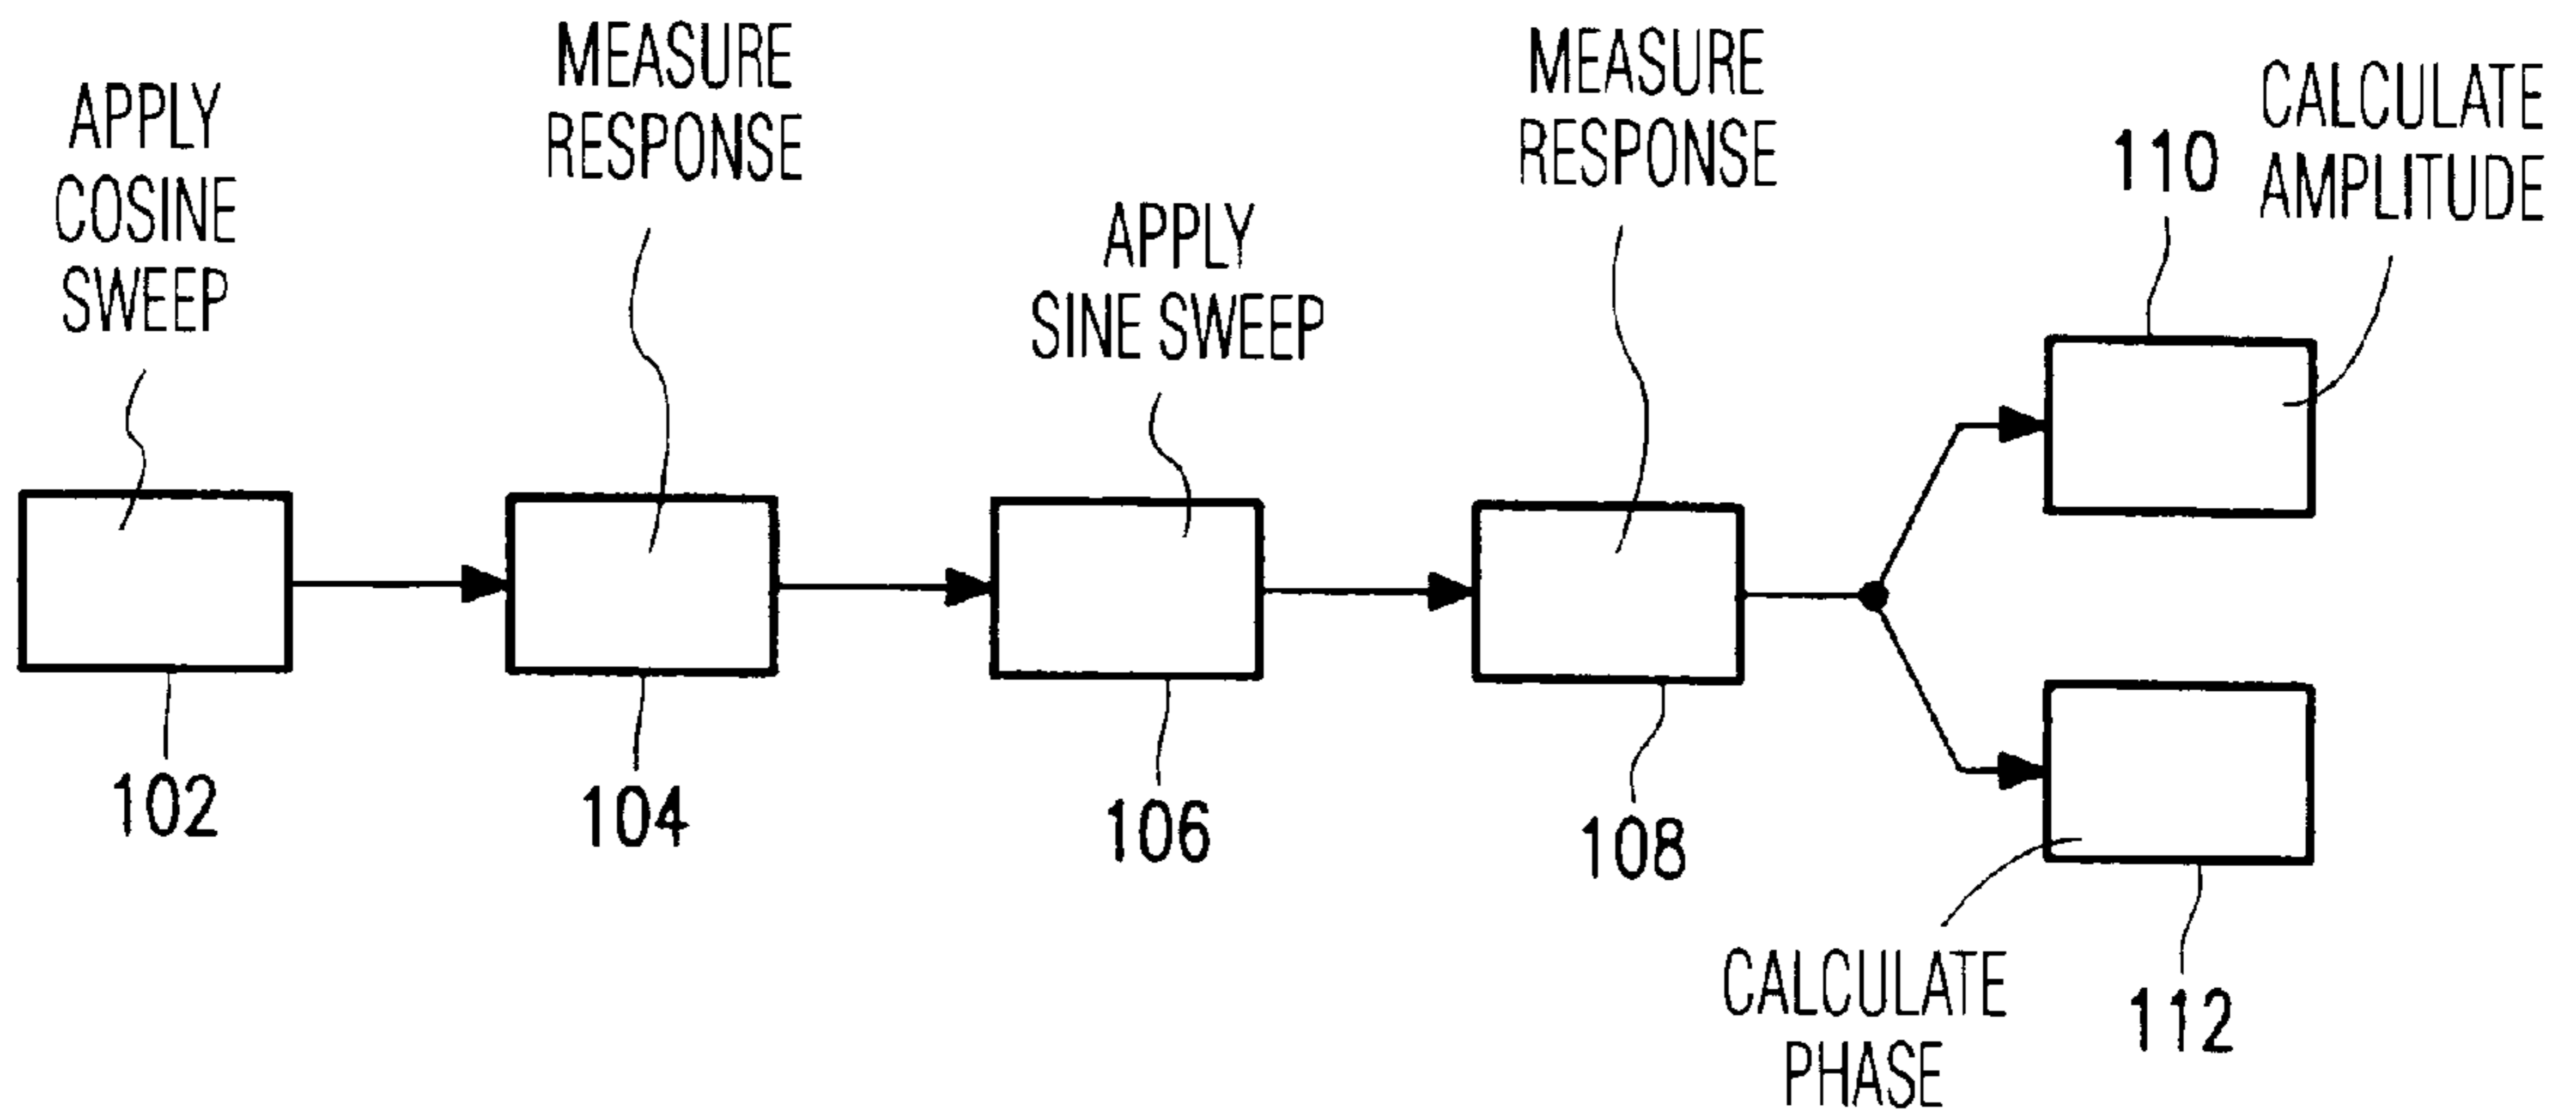 APPLY
COSINE
SWEEP
MEASURE
RESPONSE
APPLY
SINE SWEEP
MEASURE
RESPONSE
110
CALCULATE
AMPLITUDE
102
104
106
108
CALCULATE
PHASE
112